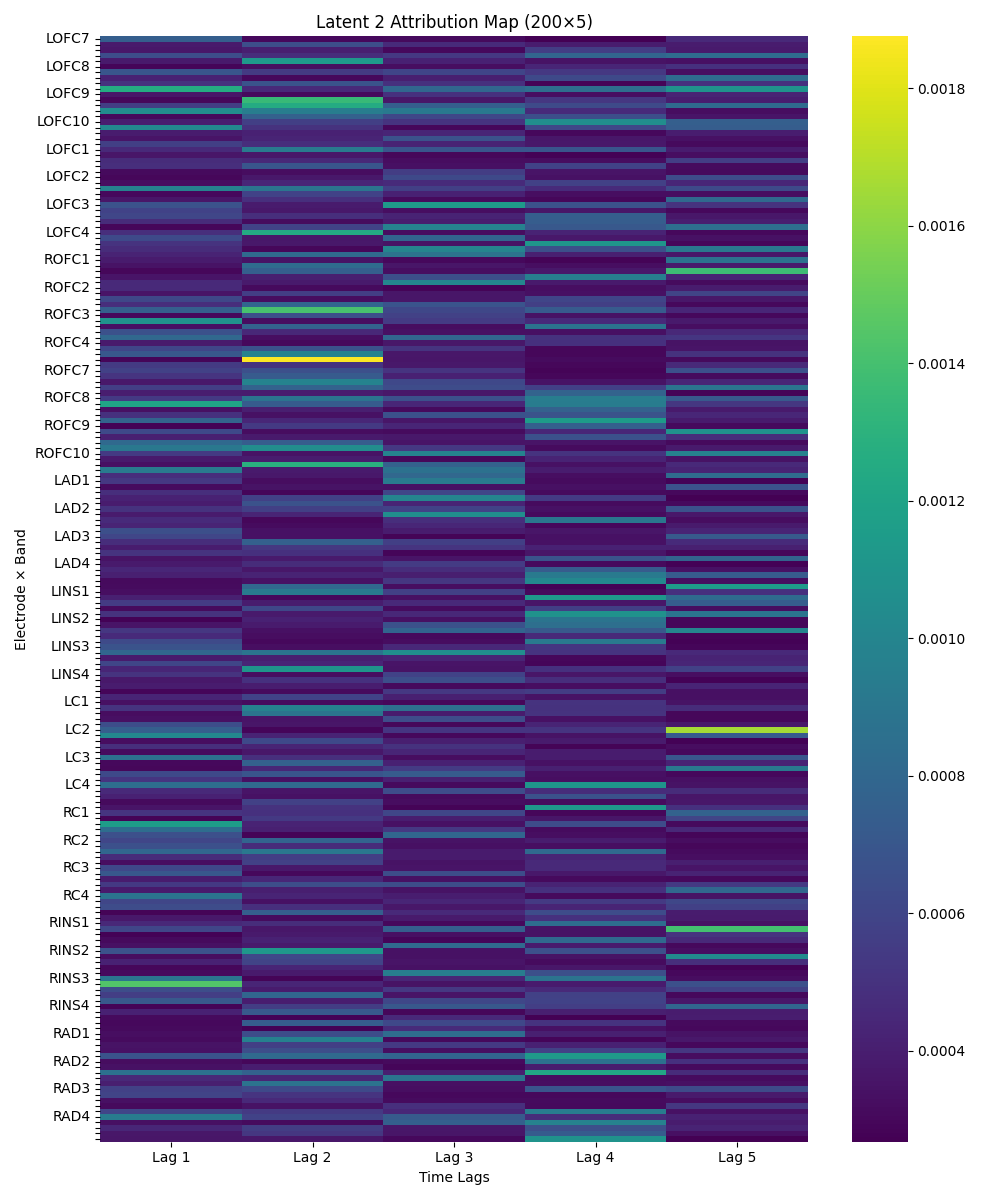 Latent 2 Attribution Map (200×5)
Electrode × Band
LOFC7
LOFC8
LOFC9
LOFC10
LOFC1
LOFC2
LOFC3
LOFC4
ROFC1
ROFC2
ROFC3
ROFC4
ROFC7
ROFC8
ROFC9
ROFC10
LAD1
LAD2
LAD3
LAD4
LINS1
LINS2
LINS3
LINS4
LC1
LC2
LC3
LC4
RC1
RC2
RC3
RC4
RINS1
RINS2
RINS3
RINS4
RAD1
RAD2
RAD3
RAD4
Lag 1
Lag 2
Lag 3
Lag 4
Lag 5
Time Lags
0.0018
0.0016
0.0014
0.0012
0.0010
0.0008
0.0006
0.0004